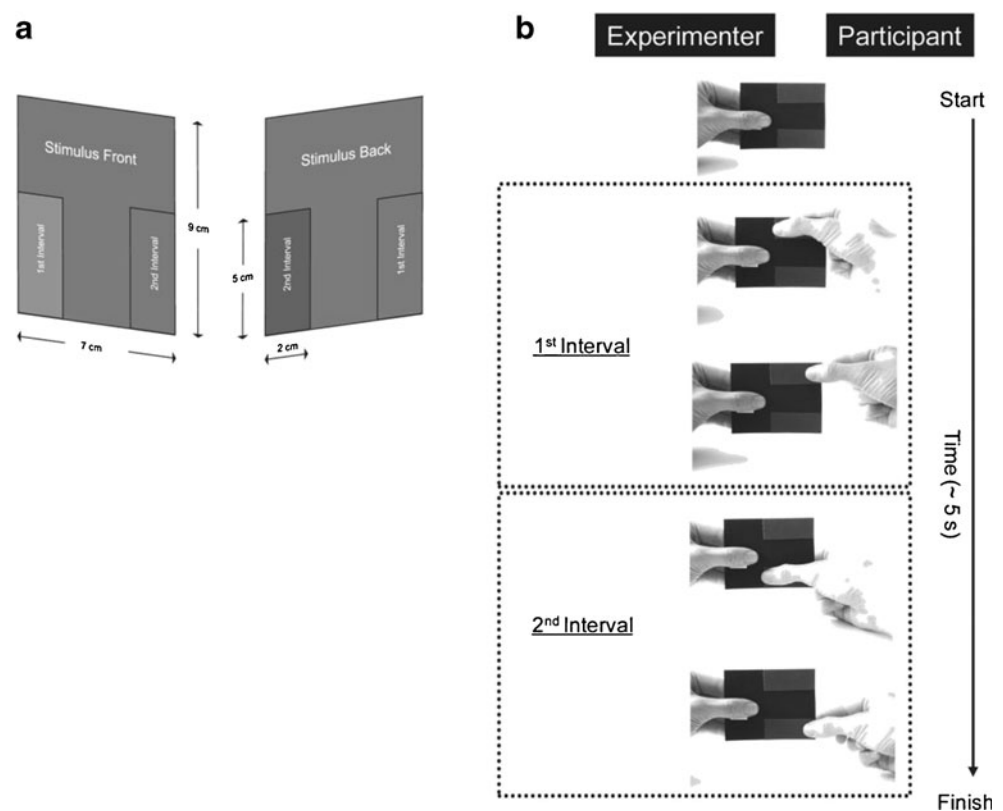 a
Stimulus Front
1st Interval
2nd Interval
9 cm
7 cm
Stimulus Back
2nd Interval
1st Interval
5 cm
2 cm
b
Experimenter
Participant
Start
1st Interval
2nd Interval
Time (~ 5 s)
Finish